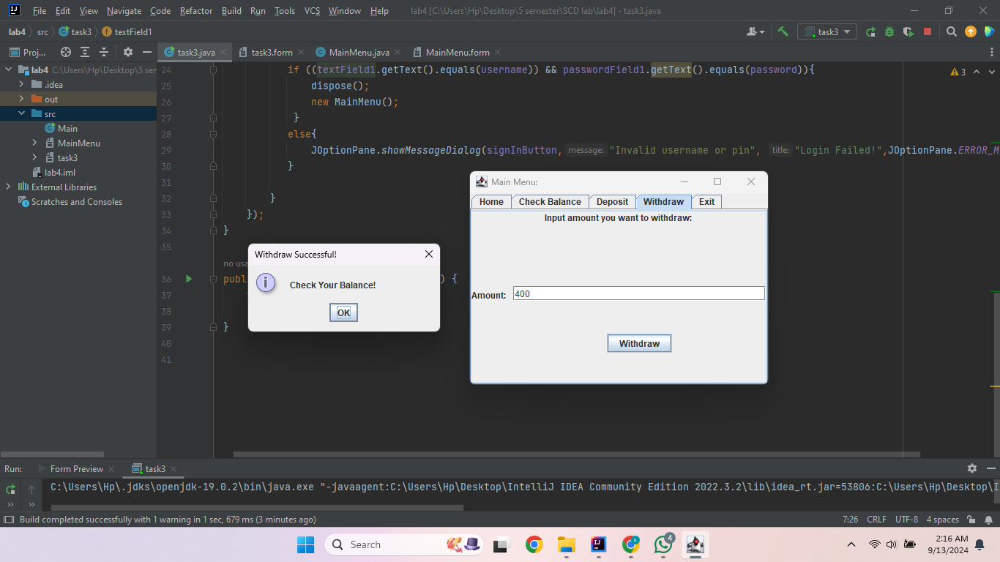 File Edit View Navigate Code Refactor Build Run Tools VCS Window Help lab4 [C:\Users\Hp\Desktop\5 semester\SCD lab\lab4] - task3.java
lab4 src task3 textField1 task3
Proj... task3.java task3.form MainMenu.java MainMenu.form
lab4 C:\Users\Hp\Desktop\5 sem
.idea
out
src
Main
MainMenu
task3
lab4.iml
External Libraries
Scratches and Consoles
24 if ((textField1.getText().equals(username)) && passwordField1.getText().equals(password)){
25 dispose();
26 new MainMenu();
27 }
28 else{
29 JOptionPane.showMessageDialog(signInButton, message: "Invalid username or pin", title: "Login Failed!",JOptionPane.ERROR_M
30 }
31
32 }
33 });
34 }
35
no usa
36 publi ) {
37
38
39 }
40
41
3
Withdraw Successful!
Check Your Balance!
OK
Main Menu:
Home Check Balance Deposit Withdraw Exit
Input amount you want to withdraw:
Amount: 400
Withdraw
Run: Form Preview task3
C:\Users\Hp\.jdks\openjdk-19.0.2\bin\java.exe "-javaagent:C:\Users\Hp\Desktop\IntelliJ IDEA Community Edition 2022.3.2\lib\idea_rt.jar=53806:C:\Users\Hp\Desktop\I
Build completed successfully with 1 warning in 1 sec, 679 ms (3 minutes ago) 7:26 CRLF UTF-8 4 spaces
Search 4 2:16 AM
9/13/2024